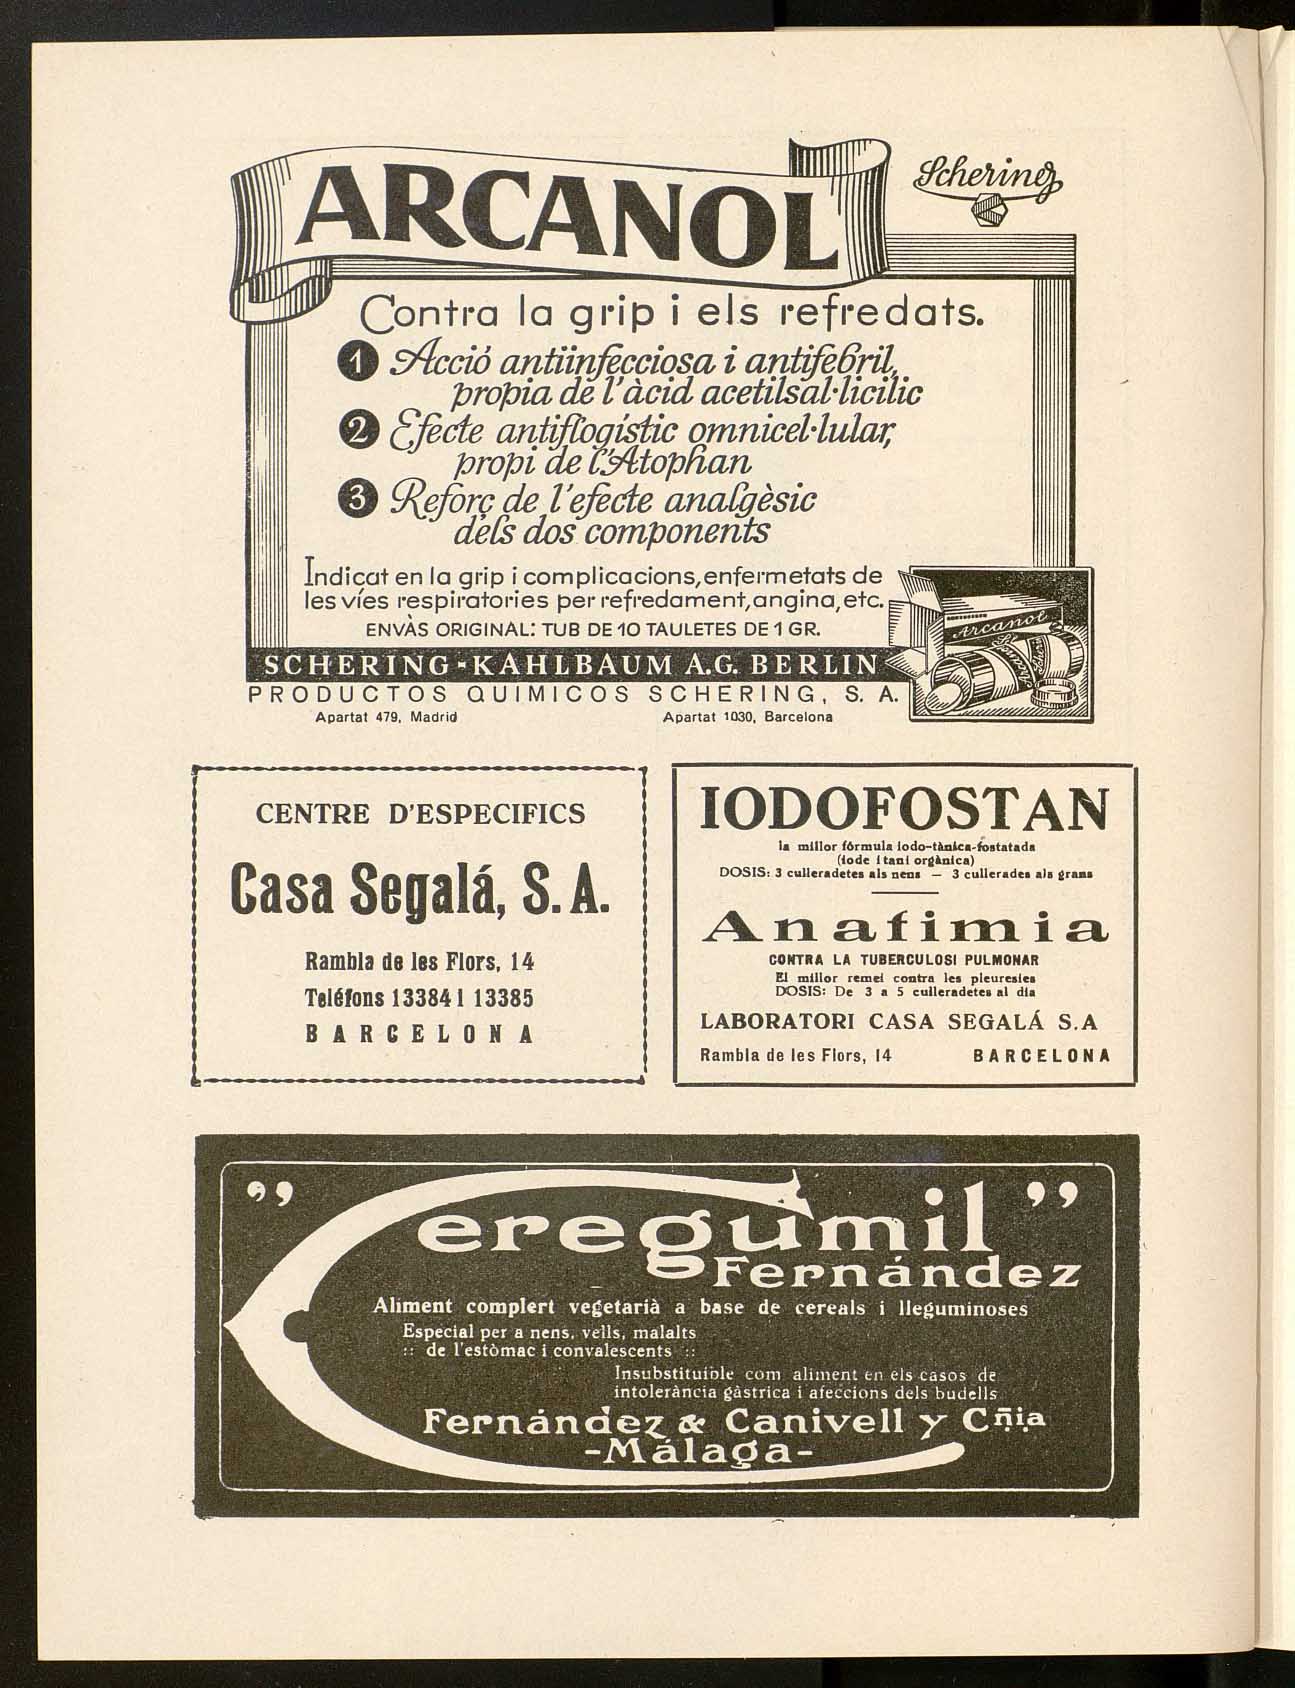 ARCANOL
Schering
Contra la grip i els refredats.
1 Acció antiinfecciosa i antifebril,
propia de l'àcid acetilsal·licílic
2 Efecte antiflogístic omnicel·lular,
propi de l'Atophan
3 Reforç de l'efecte analgèsic
dels dos components
Indicat en la grip i complicacions, enfermetats de
les víes respiratories per refredament, angina, etc.
ENVÀS ORIGINAL: TUB DE 10 TAULETES DE 1 GR.
Arcanol
SCHERING-KAHLBAUM A.G. BERLIN
PRODUCTOS QUIMICOS SCHERING, S. A.
Apartat 479, Madrid Apartat 1030, Barcelona
CENTRE D'ESPECIFICS
Casa Segalá, S. A.
Rambla de les Flors, 14
Teléfons 13384 i 13385
BARCELONA
IODOFOSTAN
la millor fórmula iodo-tànica-fostatada
(iode i tani orgànica)
DOSIS: 3 culleradetes als nens — 3 cullerades als grans
Anafimia
CONTRA LA TUBERCULOSI PULMONAR
El millor remei contra les pleuresies
DOSIS: De 3 a 5 culleradetes al dia
LABORATORI CASA SEGALÁ S.A
Rambla de les Flors, 14 BARCELONA
"Ceregumil"
Fernández
Aliment complert vegetarià a base de cereals i lleguminoses
Especial per a nens, vells, malalts
:: de l'estòmac i convalescents ::
Insubstituible com aliment en els casos de
intolerància gàstrica i afeccions dels budells
Fernández & Canivell y Cñia
-Málaga-